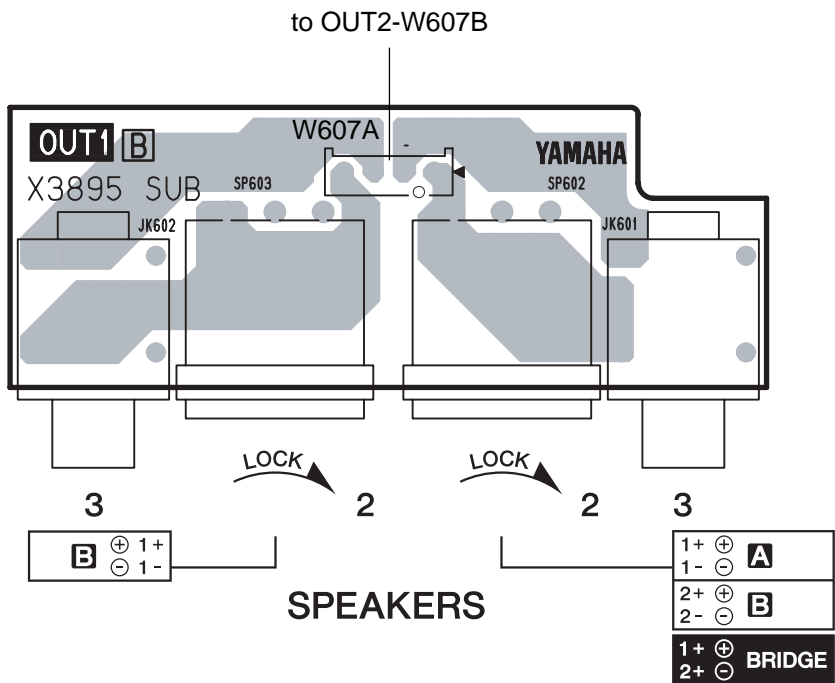 to OUT2-W607B
OUT1 B
W607A -
YAMAHA
X3895 SUB
SP603
SP602
JK602
JK601
LOCK
LOCK
3
2
2
3
B ⊕ 1+
⊖ 1-
1+ ⊕ A
1- ⊖
2+ ⊕ B
2- ⊖
SPEAKERS
1+ ⊕ BRIDGE
2+ ⊖